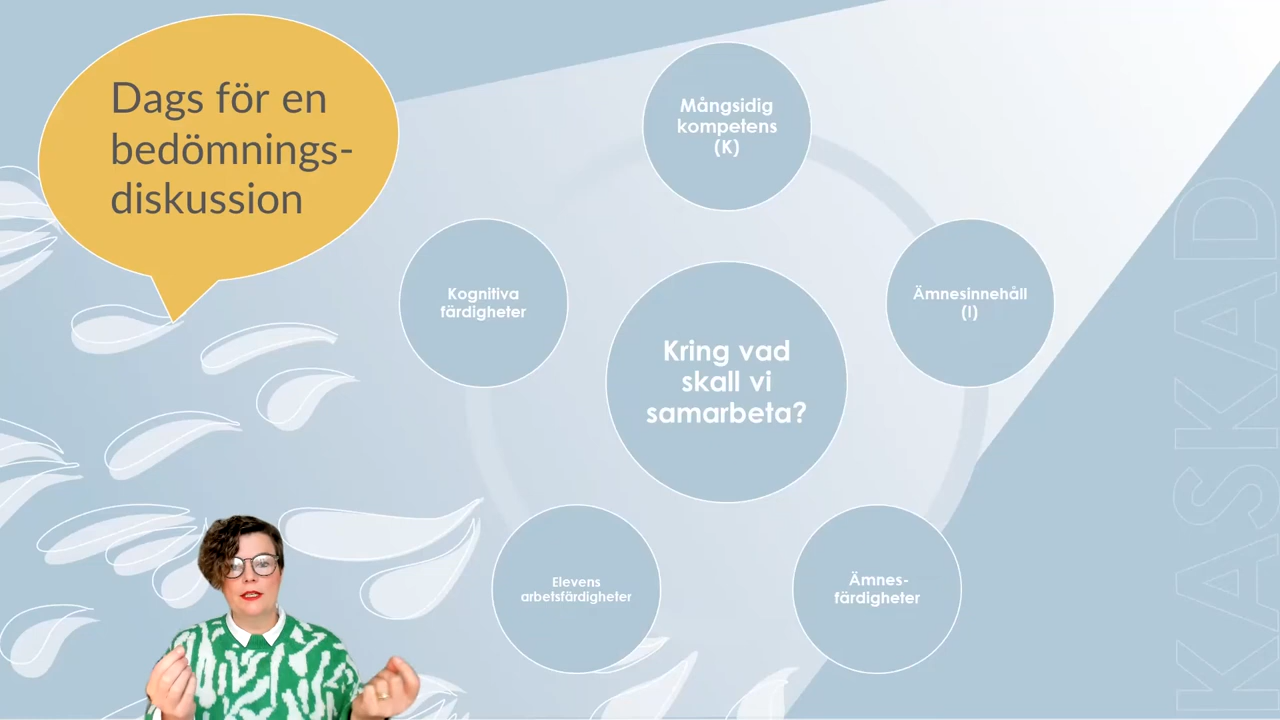 Dags för en
bedömnings-
diskussion
Mångsidig
kompetens
(K)
Kognitiva
färdigheter
Ämnesinnehåll
(I)
Kring vad
skall vi
samarbeta?
Elevens
arbetsfärdigheter
Ämnes-
färdigheter
KASKAD